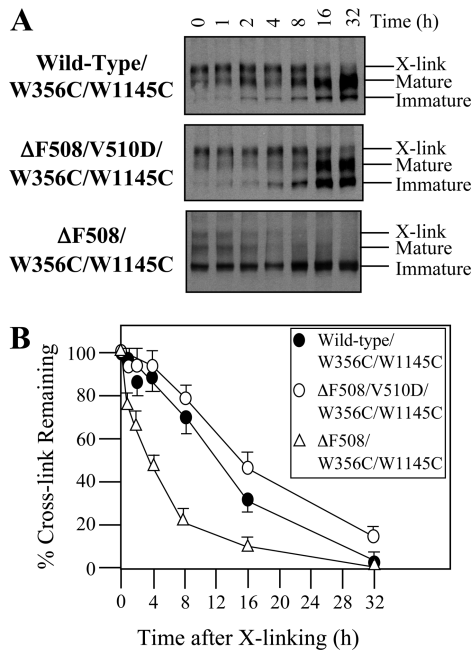 A
0 1 2 4 8 16 32 Time (h)
Wild-Type/
W356C/W1145C
X-link
Mature
Immature
ΔF508/V510D/
W356C/W1145C
X-link
Mature
Immature
ΔF508/
W356C/W1145C
X-link
Mature
Immature
B
% Cross-link Remaining
100
80
60
40
20
0
Wild-type/
W356C/W1145C
ΔF508/V510D/
W356C/W1145C
ΔF508/
W356C/W1145C
0 4 8 12 16 20 24 28 32
Time after X-linking (h)